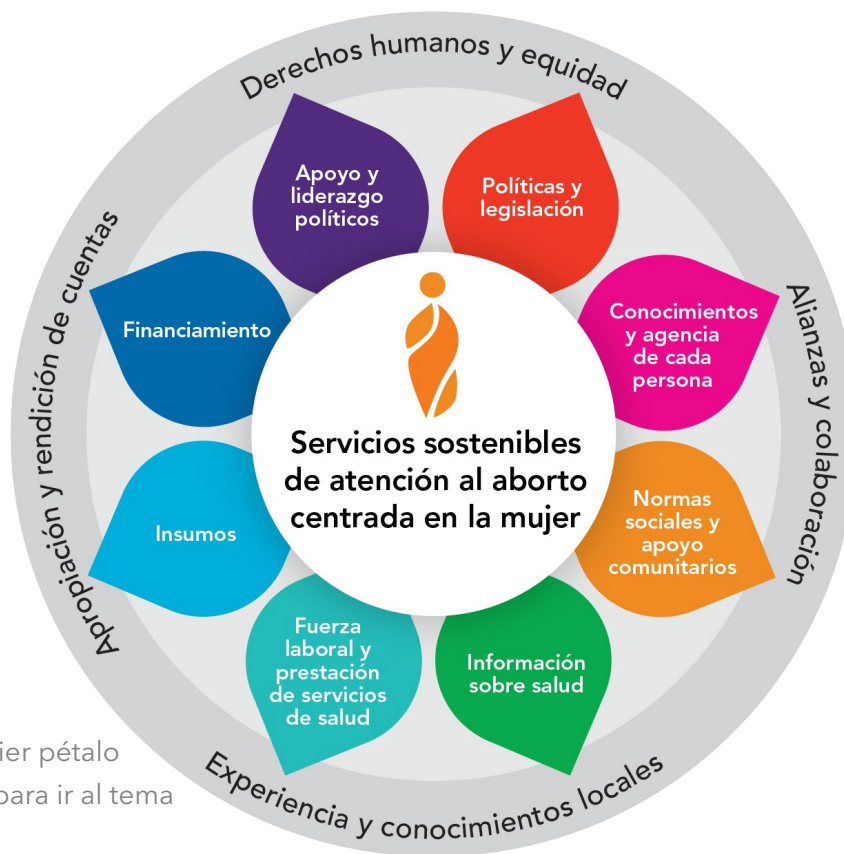 Derechos humanos y equidad
Apoyo y
liderazgo
políticos
Políticas y
legislación
Conocimientos
y agencia
de cada
persona
Alianzas y colaboración
Normas
sociales y
apoyo
comunitarios
Información
sobre salud
Experiencia y conocimientos locales
Fuerza
laboral y
prestación
de servicios
de salud
Insumos
Financiamiento
Apropiación y rendición de cuentas
Servicios sostenibles
de atención al aborto
centrada en la mujer
ier pétalo
para ir al tema